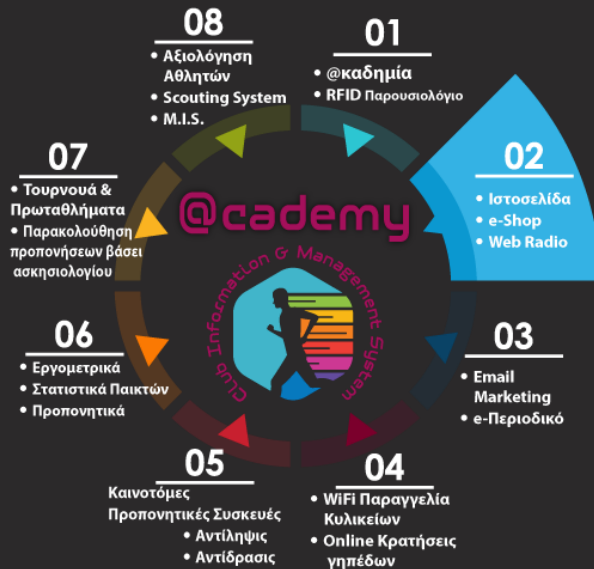 01
• @καδημία
• RFID Παρουσιολόγιο
02
• Ιστοσελίδα
• e-Shop
• Web Radio
03
• Email
Marketing
• e-Περιοδικό
04
• WiFi Παραγγελία
Κυλικείων
• Online Κρατήσεις
γηπέδων
05
Καινοτόμες
Προπονητικές Συσκευές
• Αντίληψις
• Αντίδρασις
06
• Εργομετρικά
• Στατιστικά Παικτών
• Προπονητικά
07
• Τουρνουά &
Πρωταθλήματα
• Παρακολούθηση
προπονήσεων βάσει
ασκησιολογίου
08
• Αξιολόγηση
Αθλητών
• Scouting System
• M.I.S.
@cademy
Club Information & Management System